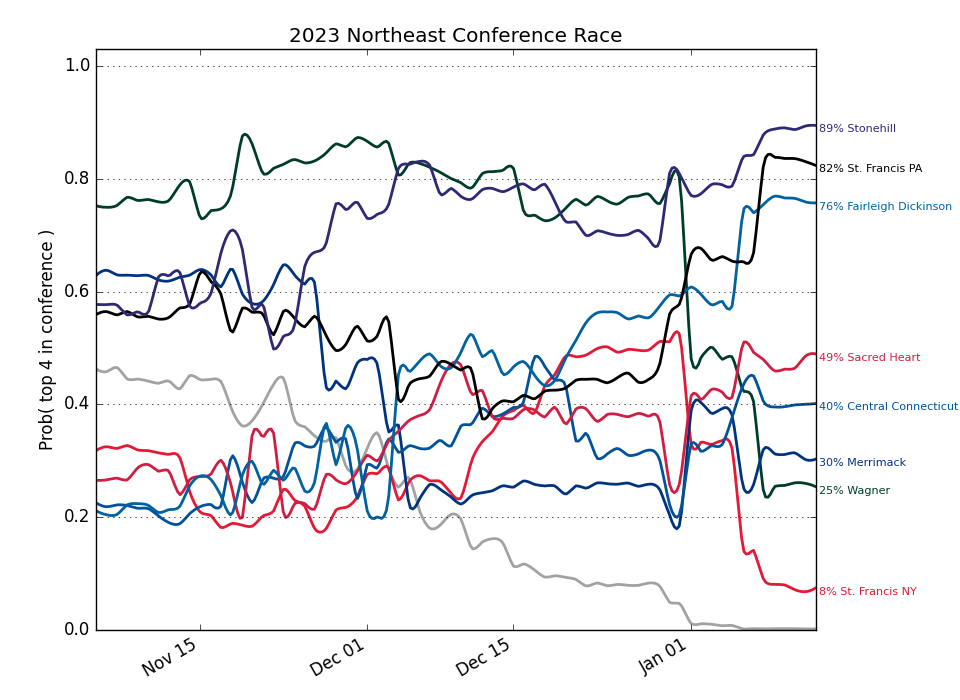 2023 Northeast Conference Race
Prob( top 4 in conference )
1.0
0.8
0.6
0.4
0.2
0.0
Nov 15
Dec 01
Dec 15
Jan 01
89% Stonehill
82% St. Francis PA
76% Fairleigh Dickinson
49% Sacred Heart
40% Central Connecticut
30% Merrimack
25% Wagner
8% St. Francis NY